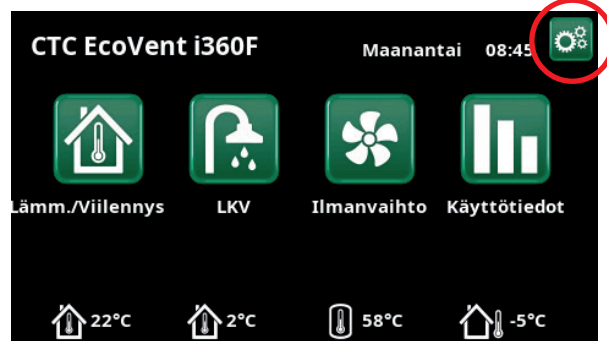 CTC EcoVent i360F Maanantai 08:45
Lämm./Viilennys LKV Ilmanvaihto Käyttötiedot
22°C 2°C 58°C -5°C